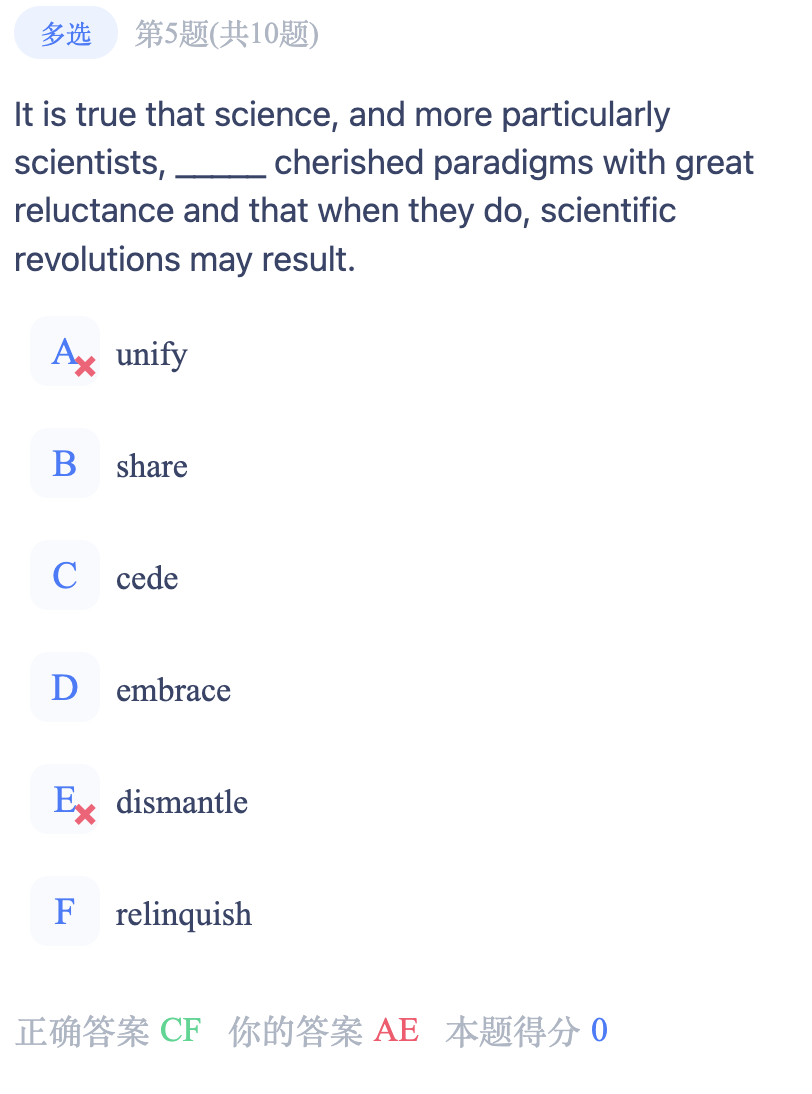 多选 第5题(共10题)
It is true that science, and more particularly
scientists, _____ cherished paradigms with great
reluctance and that when they do, scientific
revolutions may result.
A unify
B share
C cede
D embrace
E dismantle
F relinquish
正确答案 CF 你的答案 AE 本题得分 0